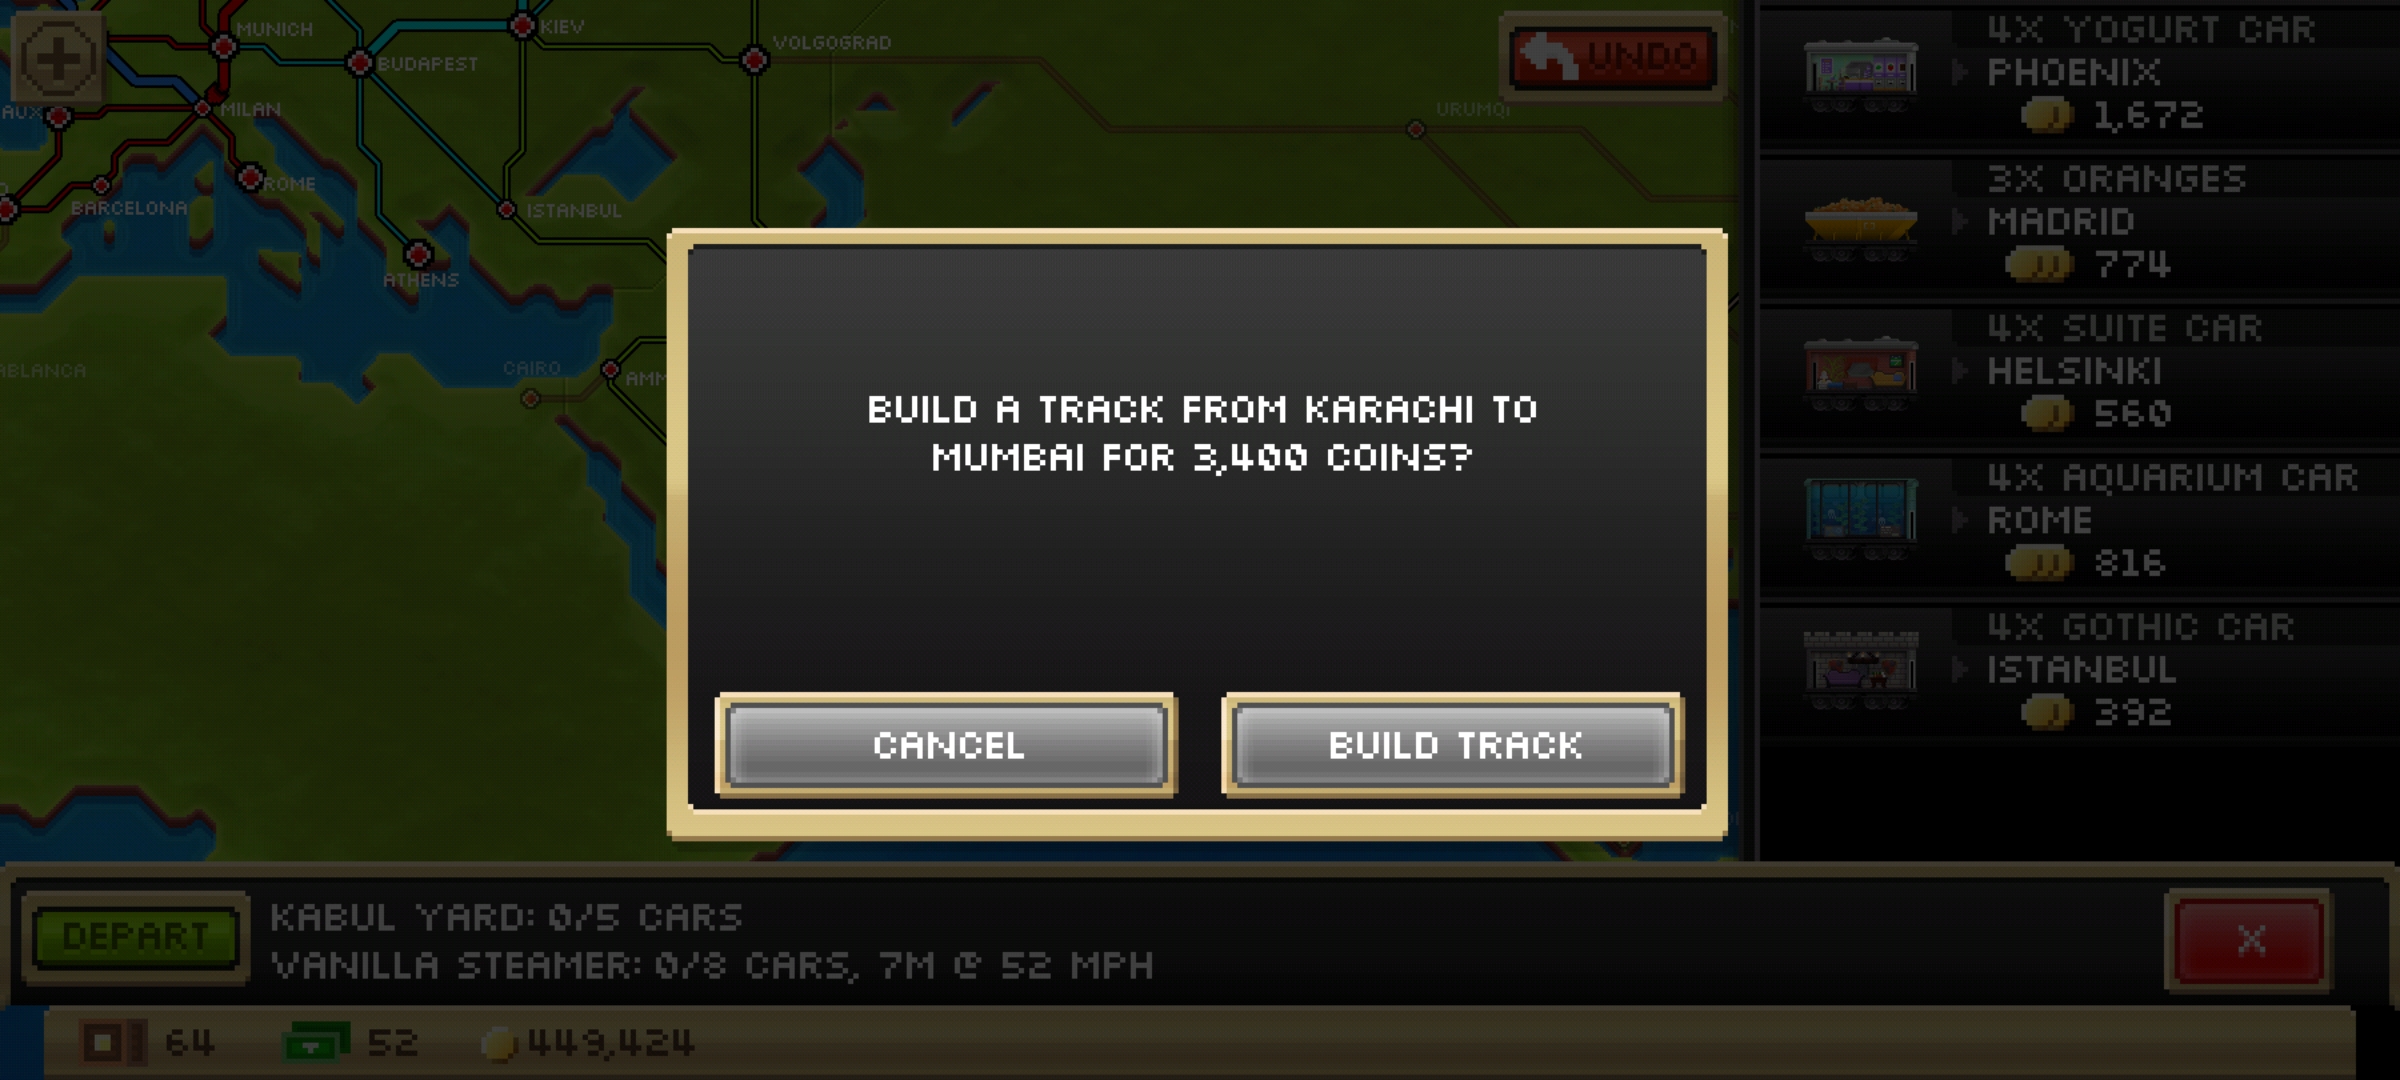 MUNICH
KIEV
VOLGOGRAD
BUDAPEST
UNDO
AUX
MILAN
URUMQI
ROME
BARCELONA
ISTANBUL
ATHENS
CAIRO
ABLANCA
AMM
BUILD A TRACK FROM KARACHI TO
MUMBAI FOR 3,400 COINS?
CANCEL
BUILD TRACK
4X YOGURT CAR
PHOENIX
1,672
3X ORANGES
MADRID
774
4X SUITE CAR
HELSINKI
560
4X AQUARIUM CAR
ROME
816
4X GOTHIC CAR
ISTANBUL
392
DEPART
KABUL YARD: 0/5 CARS
VANILLA STEAMER: 0/8 CARS, 7M @ 52 MPH
X
64
52
449,424